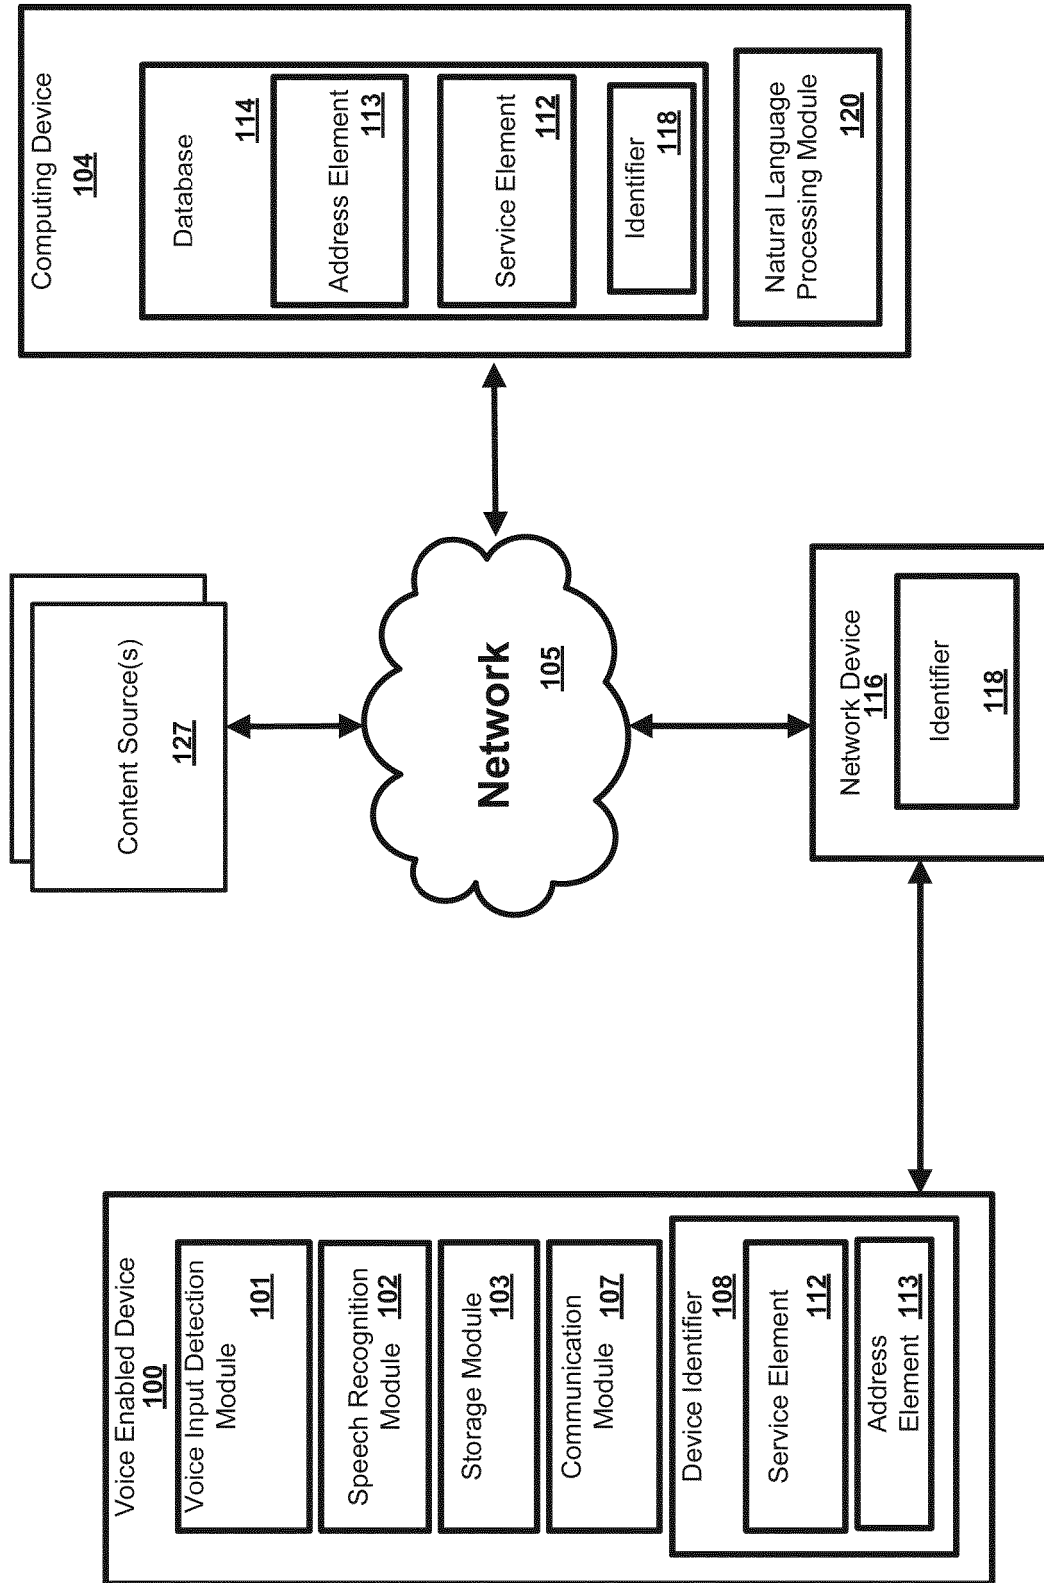 Voice Enabled Device
100
Voice Input Detection
Module
101
Speech Recognition
Module 102
Storage Module
103
Communication
Module 107
Device Identifier
108
Service Element
112
Address
Element 113
Content Source(s)
127
Network
105
Network Device
116
Identifier
118
Computing Device
104
Database
114
Address Element
113
Service Element
112
Identifier
118
Natural Language
Processing Module
120